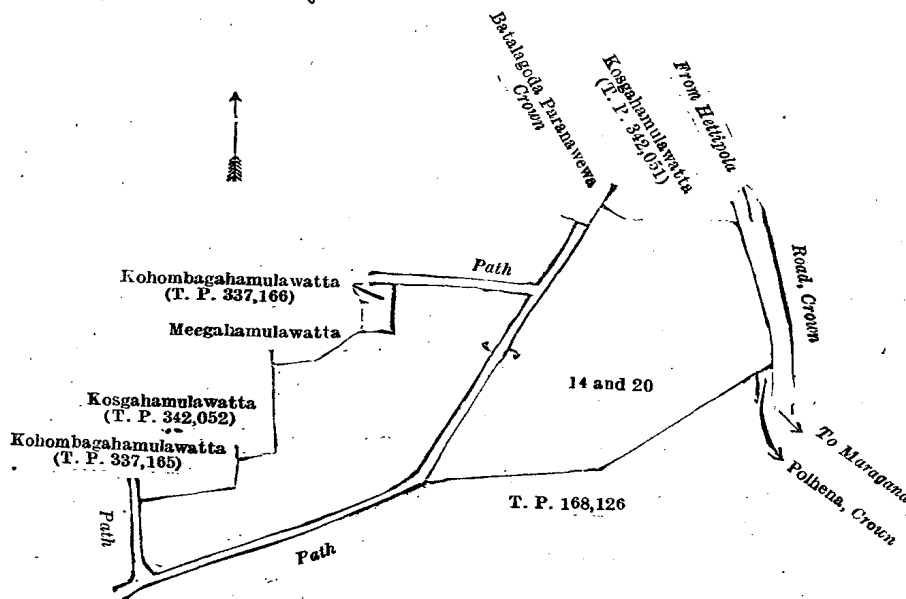 Batalagoda Paranawewa
Crown
Kosgahamulawatta
(T. P. 342,051)
From Hettipola
Road, Crown
Path
Kohombagahamulawatta
(T. P. 337,166)
Meegahamulawatta
14 and 20
Kosgahamulawatta
(T. P. 342,052)
Kohombagahamulawatta
(T. P. 337,165)
To Maragana
Polhena, Crown
T. P. 168,126
Path
Path